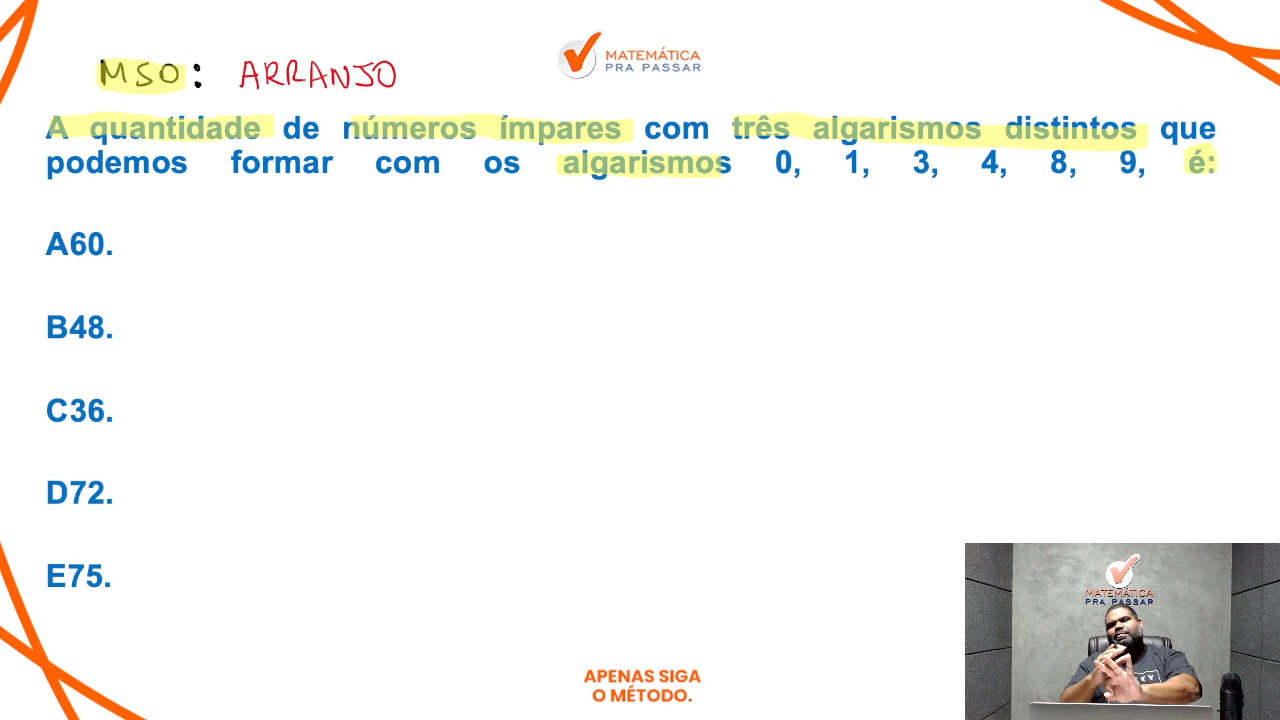 MSO: ARRANJO
MATEMÁTICA
PRA PASSAR
A quantidade de números ímpares com três algarismos distintos que
podemos formar com os algarismos 0, 1, 3, 4, 8, 9, é:
A60.
B48.
C36.
D72.
E75.
MATEMÁTICA
PRA PASSAR
APENAS SIGA
O MÉTODO.